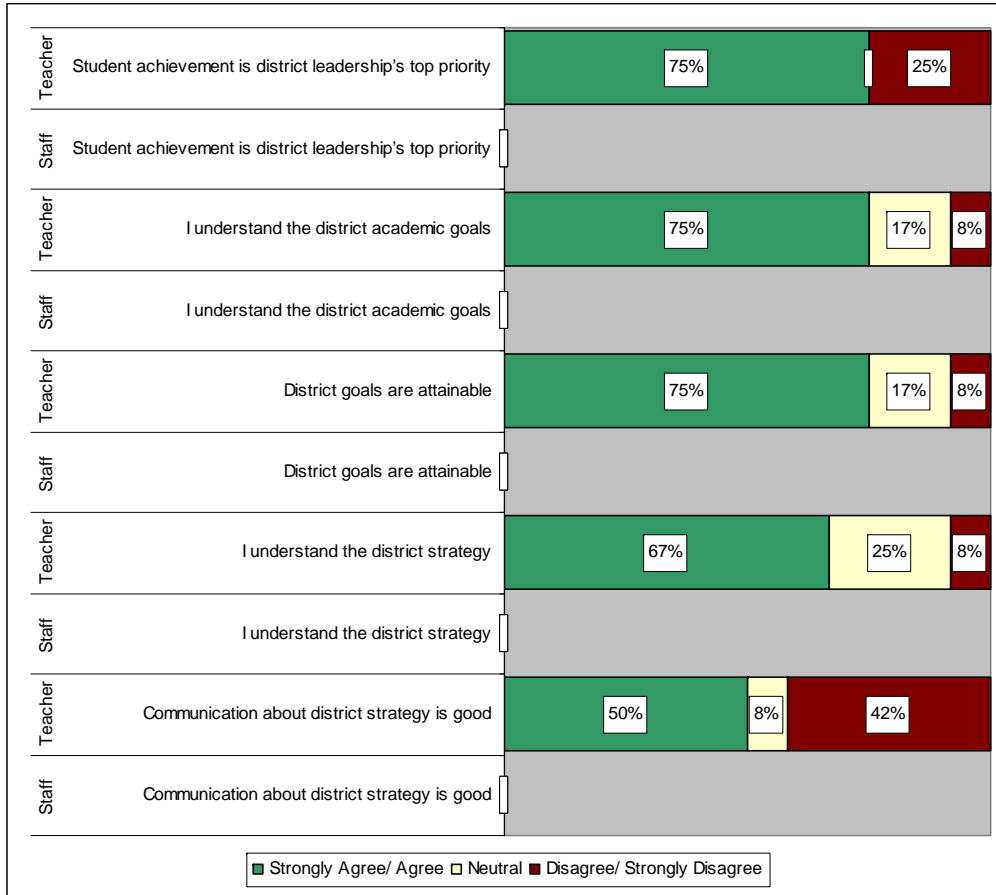 Teacher
Student achievement is district leadership's top priority
75%
25%
Staff
Student achievement is district leadership's top priority
Teacher
I understand the district academic goals
75%
17%
8%
Staff
I understand the district academic goals
Teacher
District goals are attainable
75%
17%
8%
Staff
District goals are attainable
Teacher
I understand the district strategy
67%
25%
8%
Staff
I understand the district strategy
Teacher
Communication about district strategy is good
50%
8%
42%
Staff
Communication about district strategy is good
Strongly Agree/ Agree
Neutral
Disagree/ Strongly Disagree